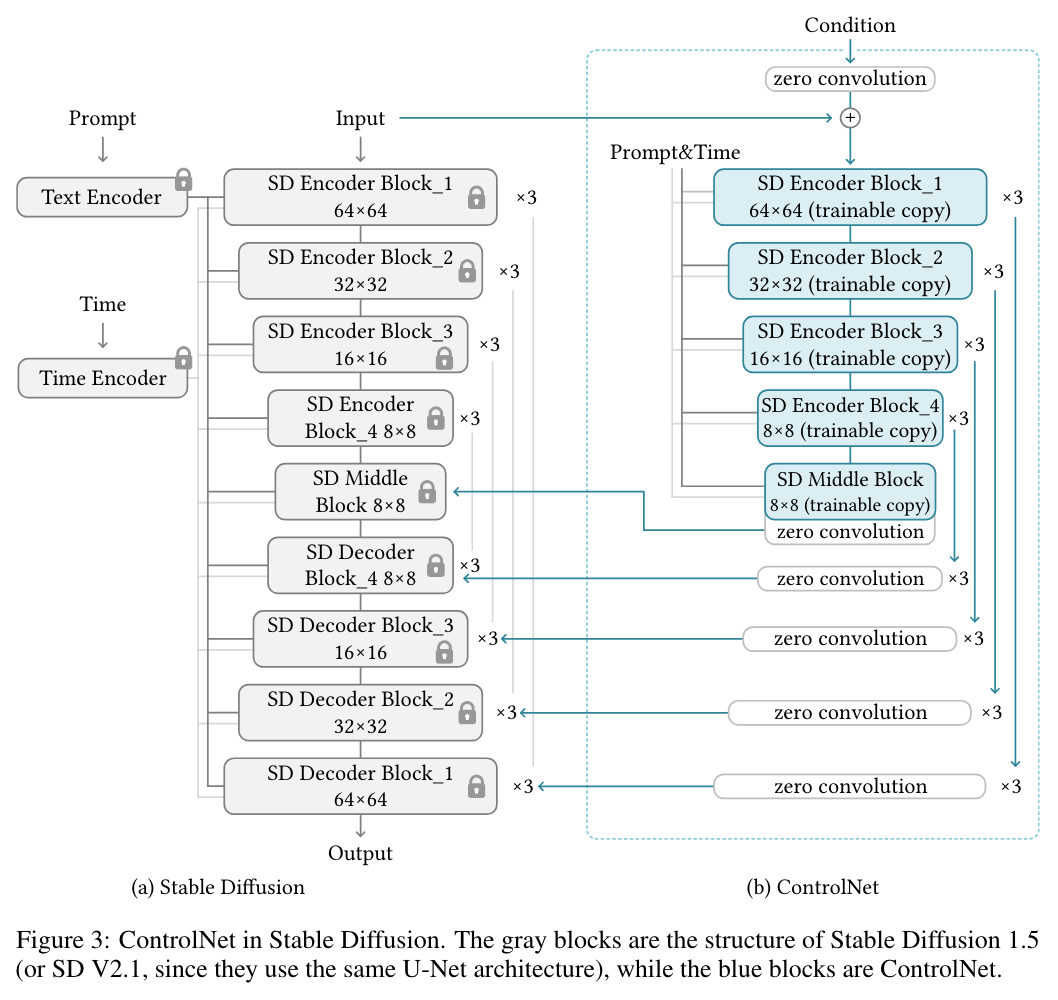 Condition
zero convolution
Prompt
Input
+
Prompt&Time
Text Encoder
SD Encoder Block_1
64×64
×3
SD Encoder Block_1
64×64 (trainable copy)
×3
SD Encoder Block_2
32×32
×3
SD Encoder Block_2
32×32 (trainable copy)
×3
Time
SD Encoder Block_3
16×16
×3
SD Encoder Block_3
16×16 (trainable copy)
×3
Time Encoder
SD Encoder
Block_4 8×8
×3
SD Encoder Block_4
8×8 (trainable copy)
×3
SD Middle
Block 8×8
SD Middle Block
8×8 (trainable copy)
zero convolution
SD Decoder
Block_4 8×8
×3
zero convolution
×3
SD Decoder Block_3
16×16
×3
zero convolution
×3
SD Decoder Block_2
32×32
×3
zero convolution
×3
SD Decoder Block_1
64×64
×3
zero convolution
×3
Output
(a) Stable Diffusion
(b) ControlNet
Figure 3: ControlNet in Stable Diffusion. The gray blocks are the structure of Stable Diffusion 1.5
(or SD V2.1, since they use the same U-Net architecture), while the blue blocks are ControlNet.